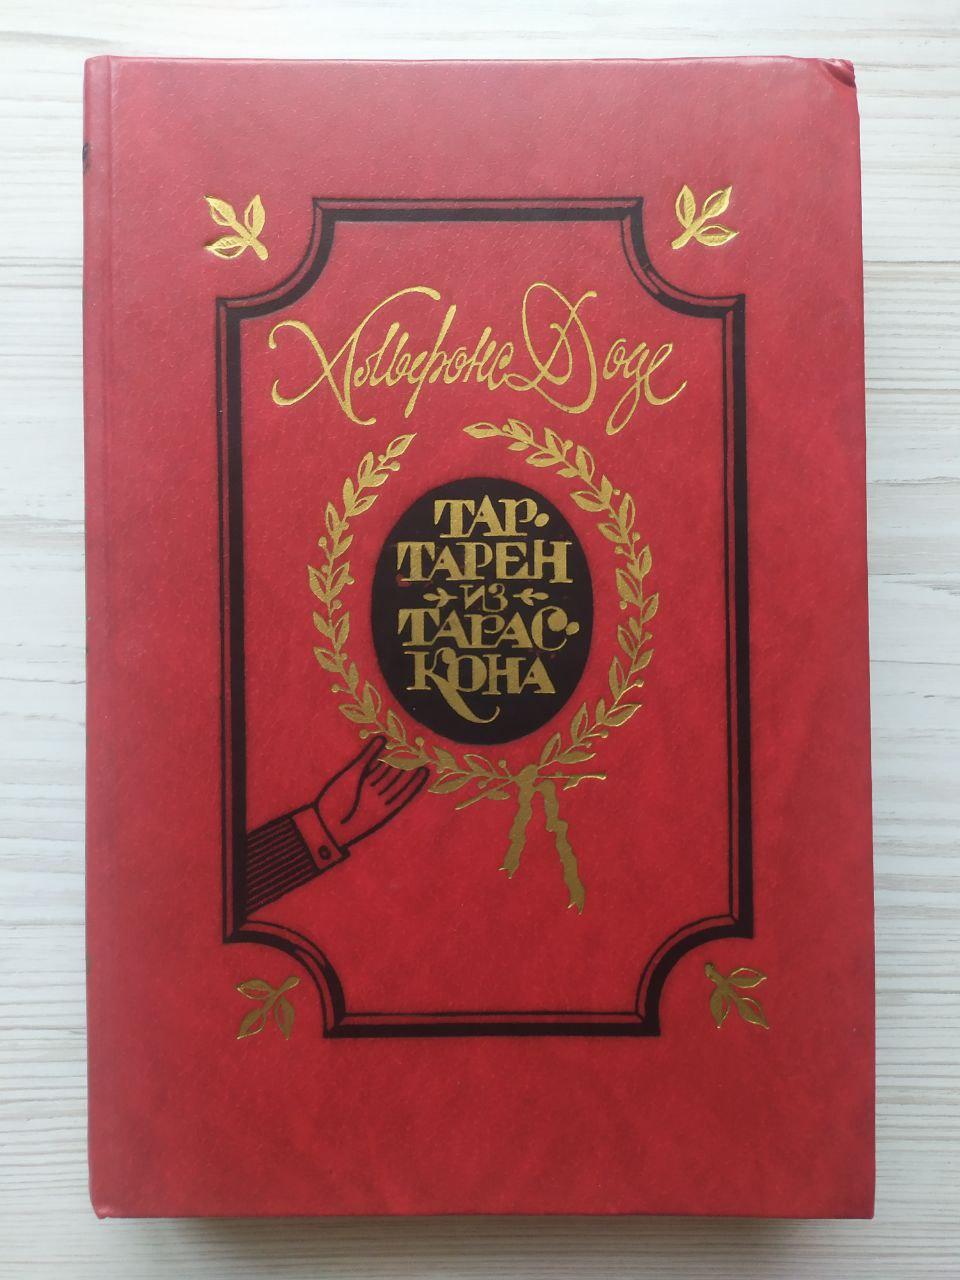 Альфонс Доде
ТАР-
ТАРЕН
ИЗ
ТАРАС-
КОНА